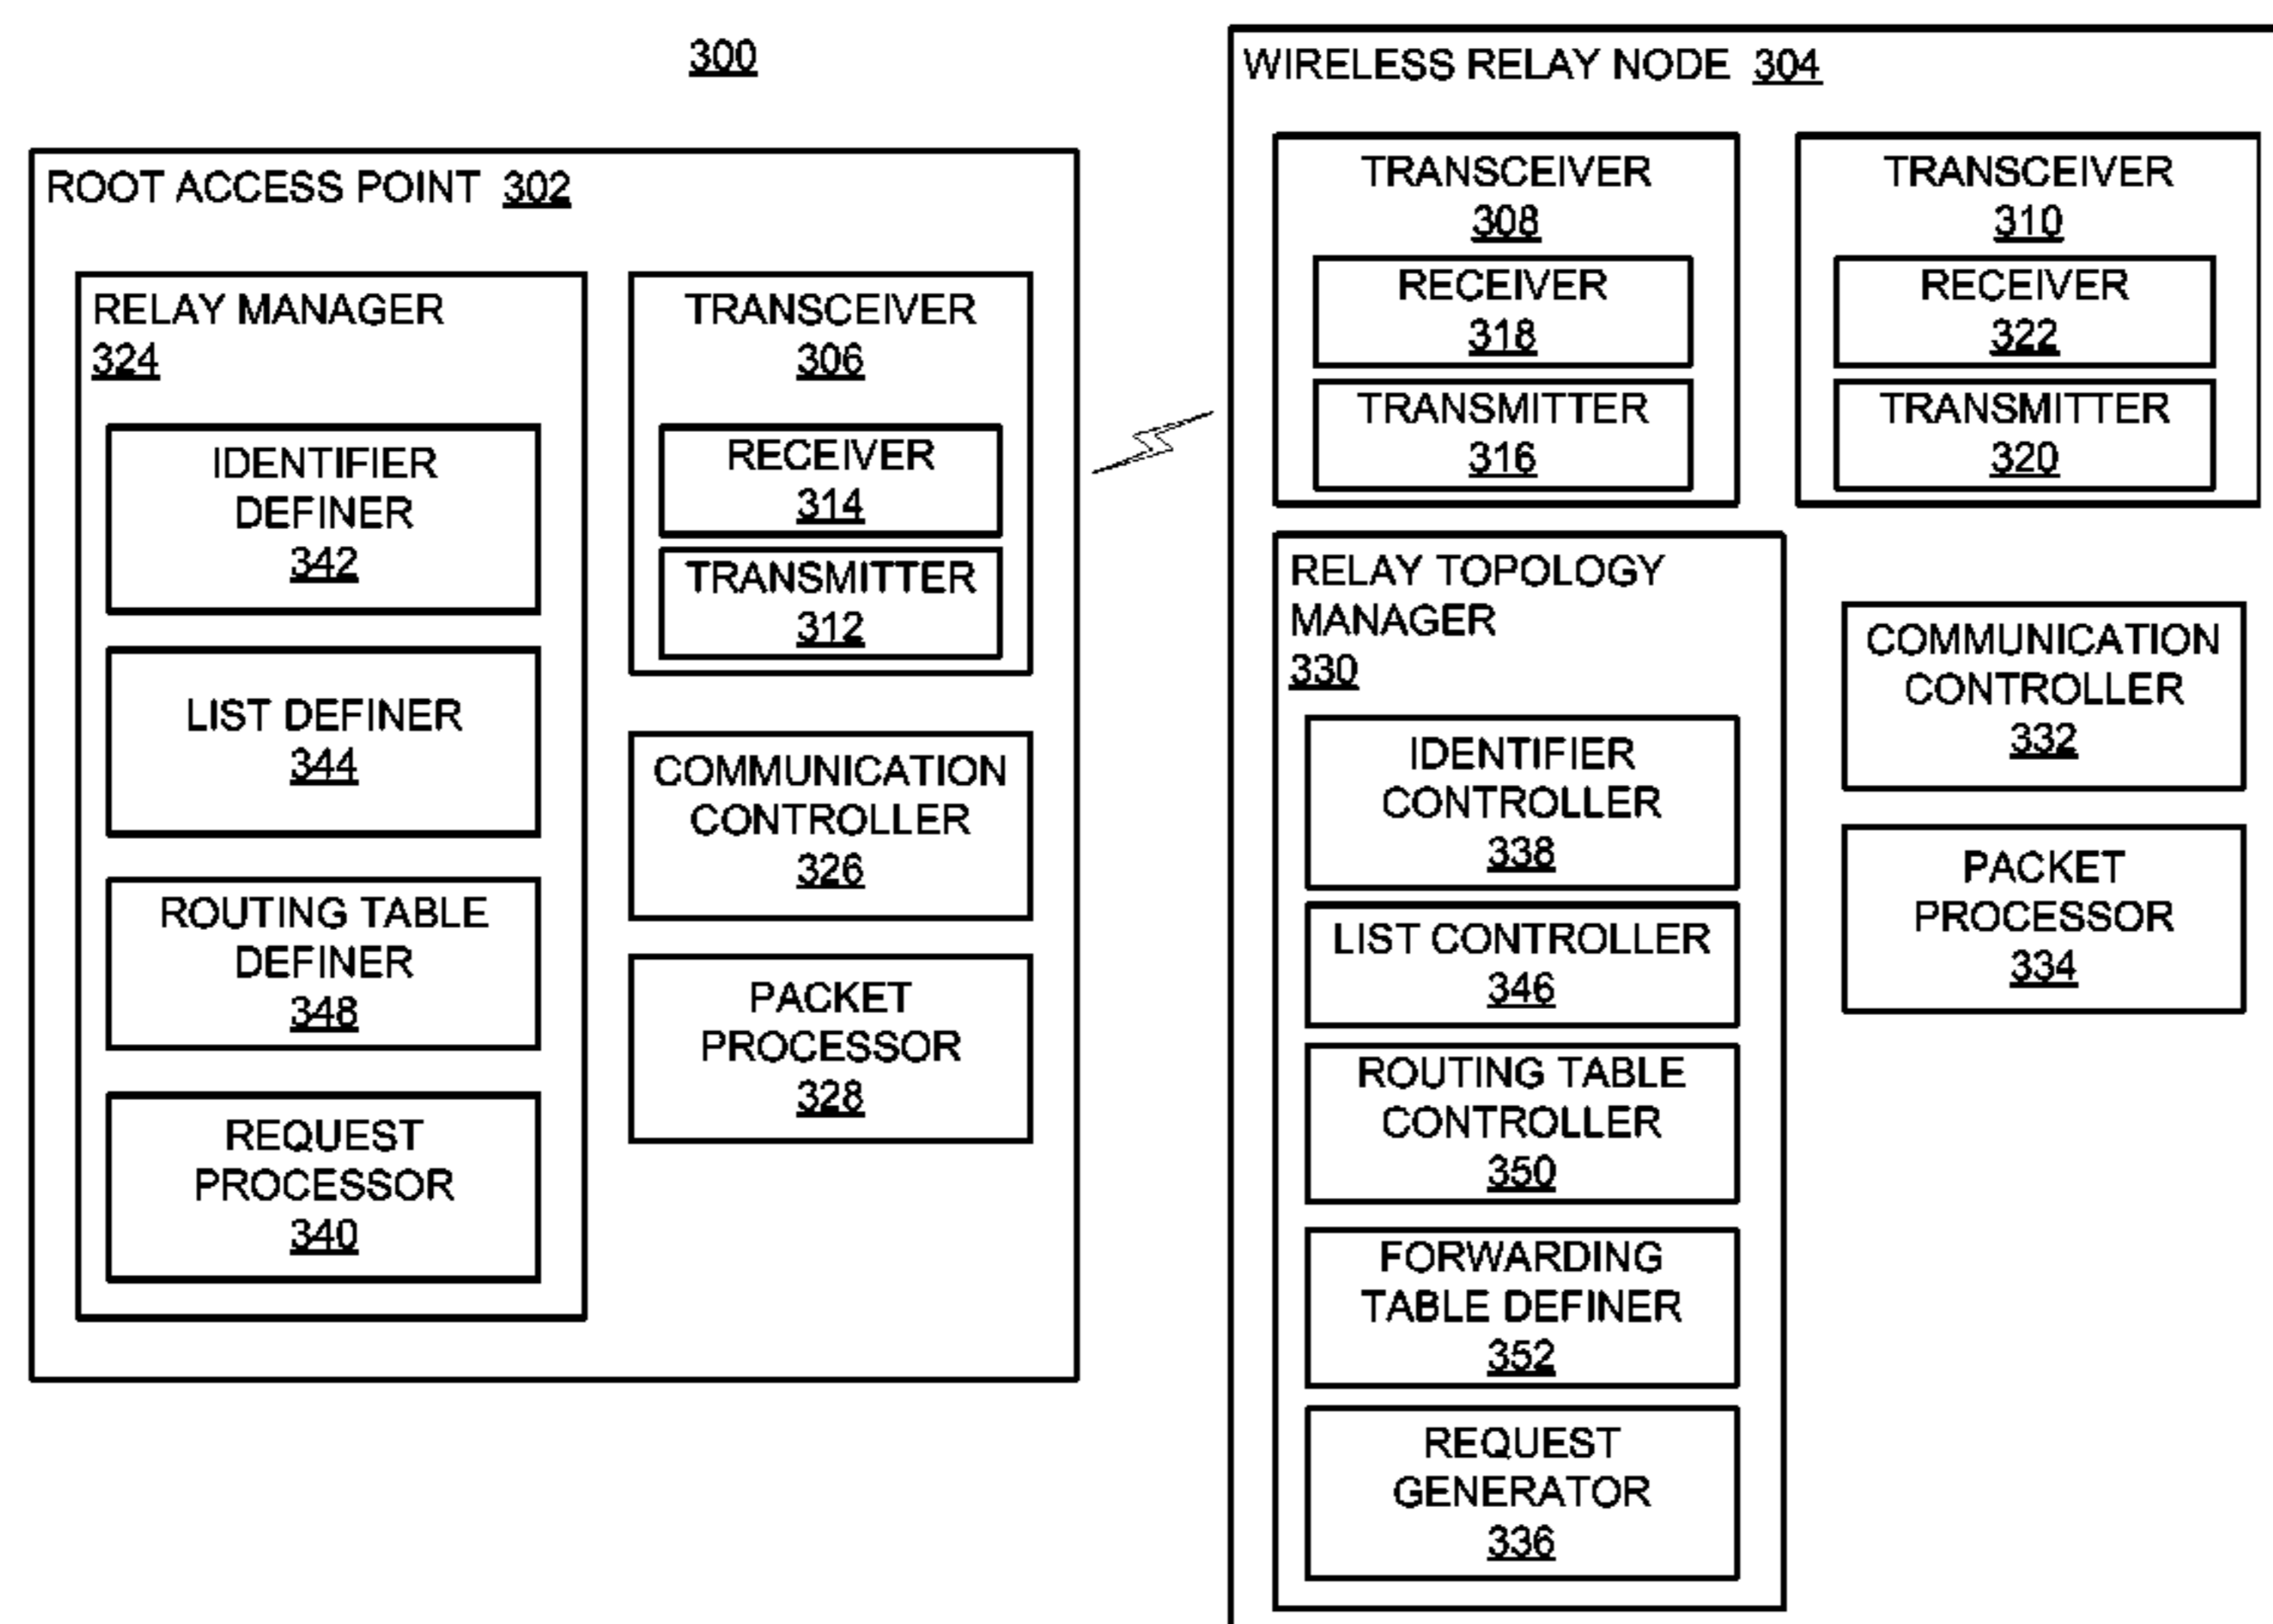 300
ROOT ACCESS POINT 302
RELAY MANAGER
324
IDENTIFIER
DEFINER
342
LIST DEFINER
344
ROUTING TABLE
DEFINER
348
REQUEST
PROCESSOR
340
TRANSCEIVER
306
RECEIVER
314
TRANSMITTER
312
COMMUNICATION
CONTROLLER
326
PACKET
PROCESSOR
328
WIRELESS RELAY NODE 304
TRANSCEIVER
308
RECEIVER
318
TRANSMITTER
316
TRANSCEIVER
310
RECEIVER
322
TRANSMITTER
320
RELAY TOPOLOGY
MANAGER
330
IDENTIFIER
CONTROLLER
338
LIST CONTROLLER
346
ROUTING TABLE
CONTROLLER
350
FORWARDING
TABLE DEFINER
352
REQUEST
GENERATOR
336
COMMUNICATION
CONTROLLER
332
PACKET
PROCESSOR
334